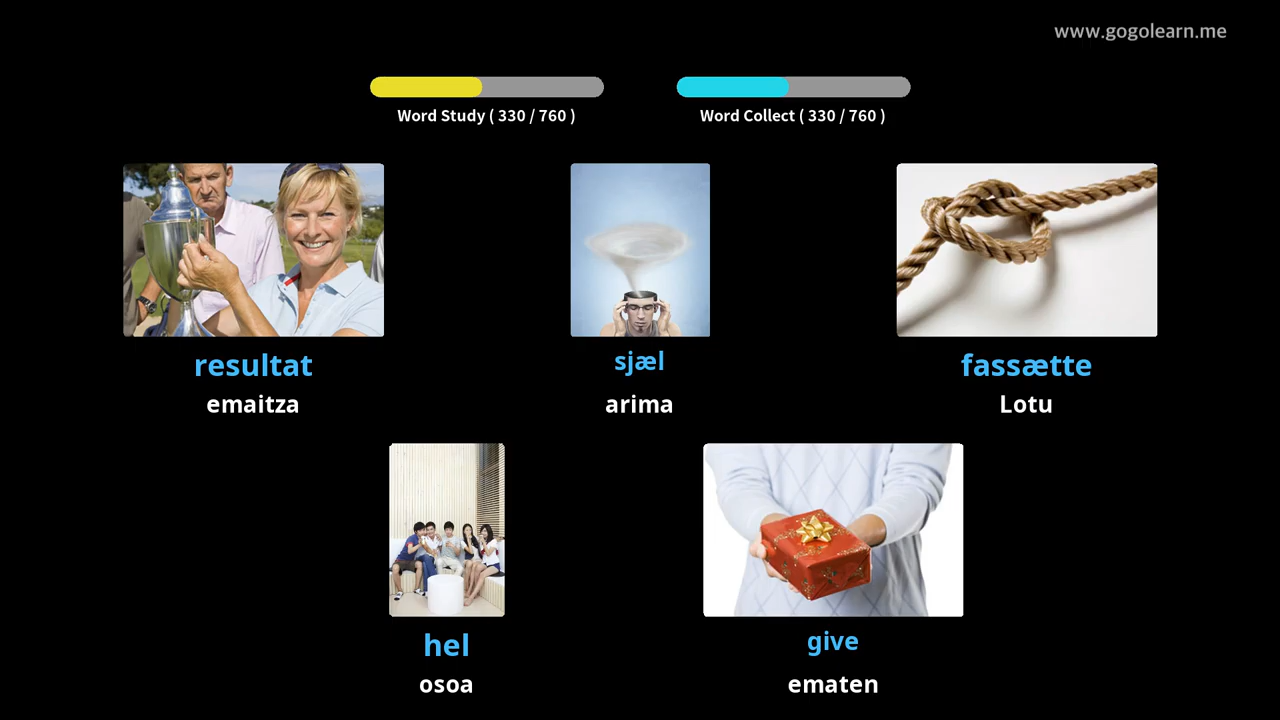 www.gogolearn.me
Word Study ( 330 / 760 )
Word Collect ( 330 / 760 )
resultat
emaitza
sjæl
arima
fassætte
Lotu
hel
osoa
give
ematen